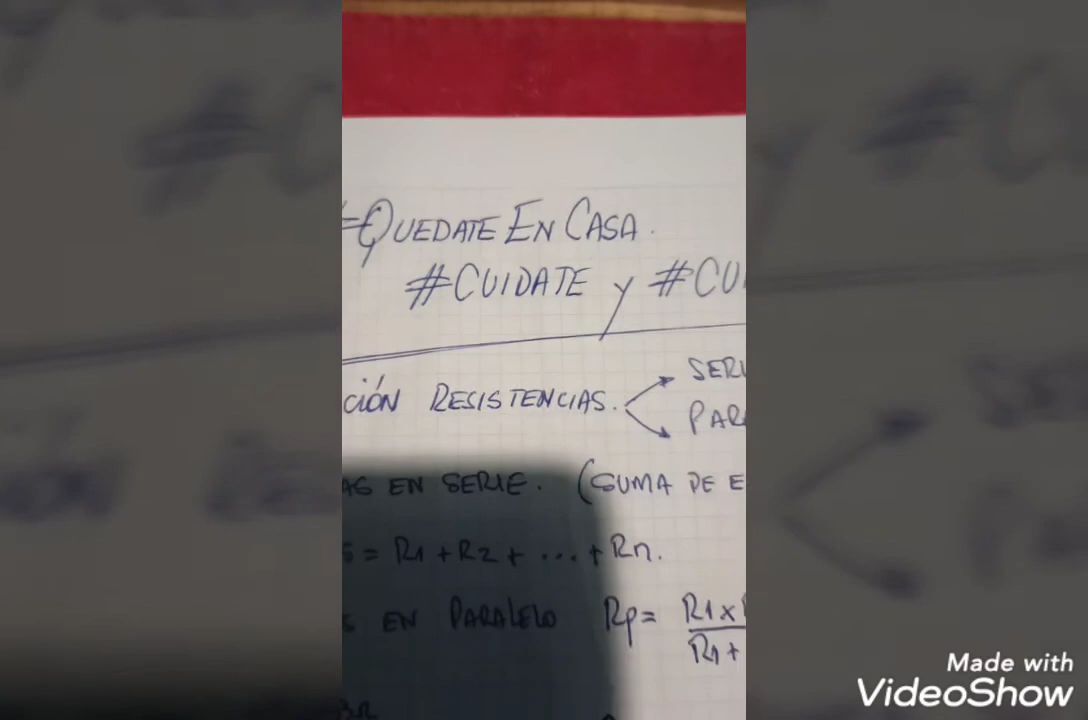 #QUEDATE EN CASA.
#CUIDATE y #CU
CIÓN RESISTENCIAS.
SERI
PAR
AS EN SERIE. (SUMA DE E
S = R1 + R2 + ... + Rn.
S EN PARALELO Rp = R1 x
R1 +
Made with
VideoShow